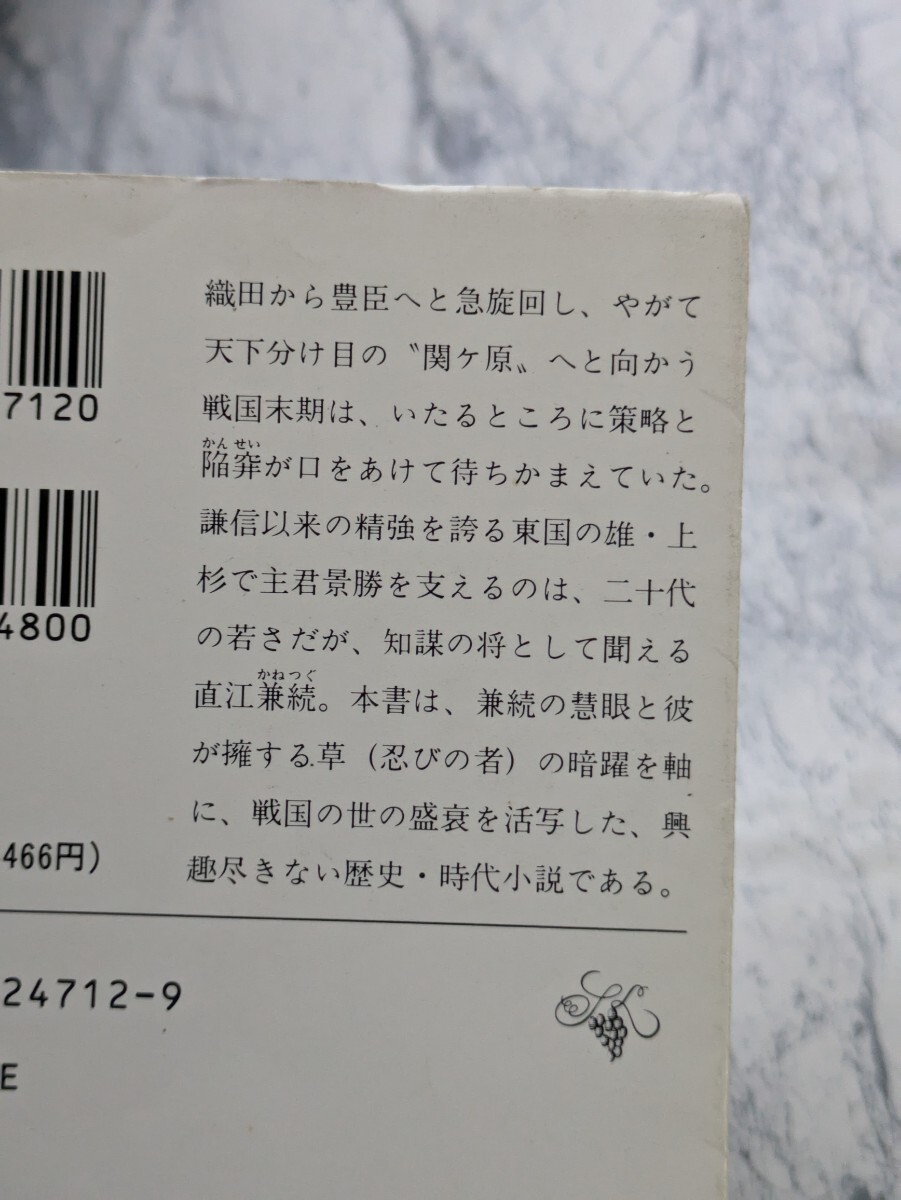 7120
4800
織田から豊臣へと急旋回し、やがて
天下分け目の〝関ケ原〟へと向かう
戦国末期は、いたるところに策略と
かんせい
陥穽が口をあけて待ちかまえていた。
謙信以来の精強を誇る東国の雄・上
杉で主君景勝を支えるのは、二十代
の若さだが、知謀の将として聞える
かねつぐ
直江兼続。本書は、兼続の慧眼と彼
が擁する草（忍びの者）の暗躍を軸
に、戦国の世の盛衰を活写した、興
趣尽きない歴史・時代小説である。
466円）
24712-9
E